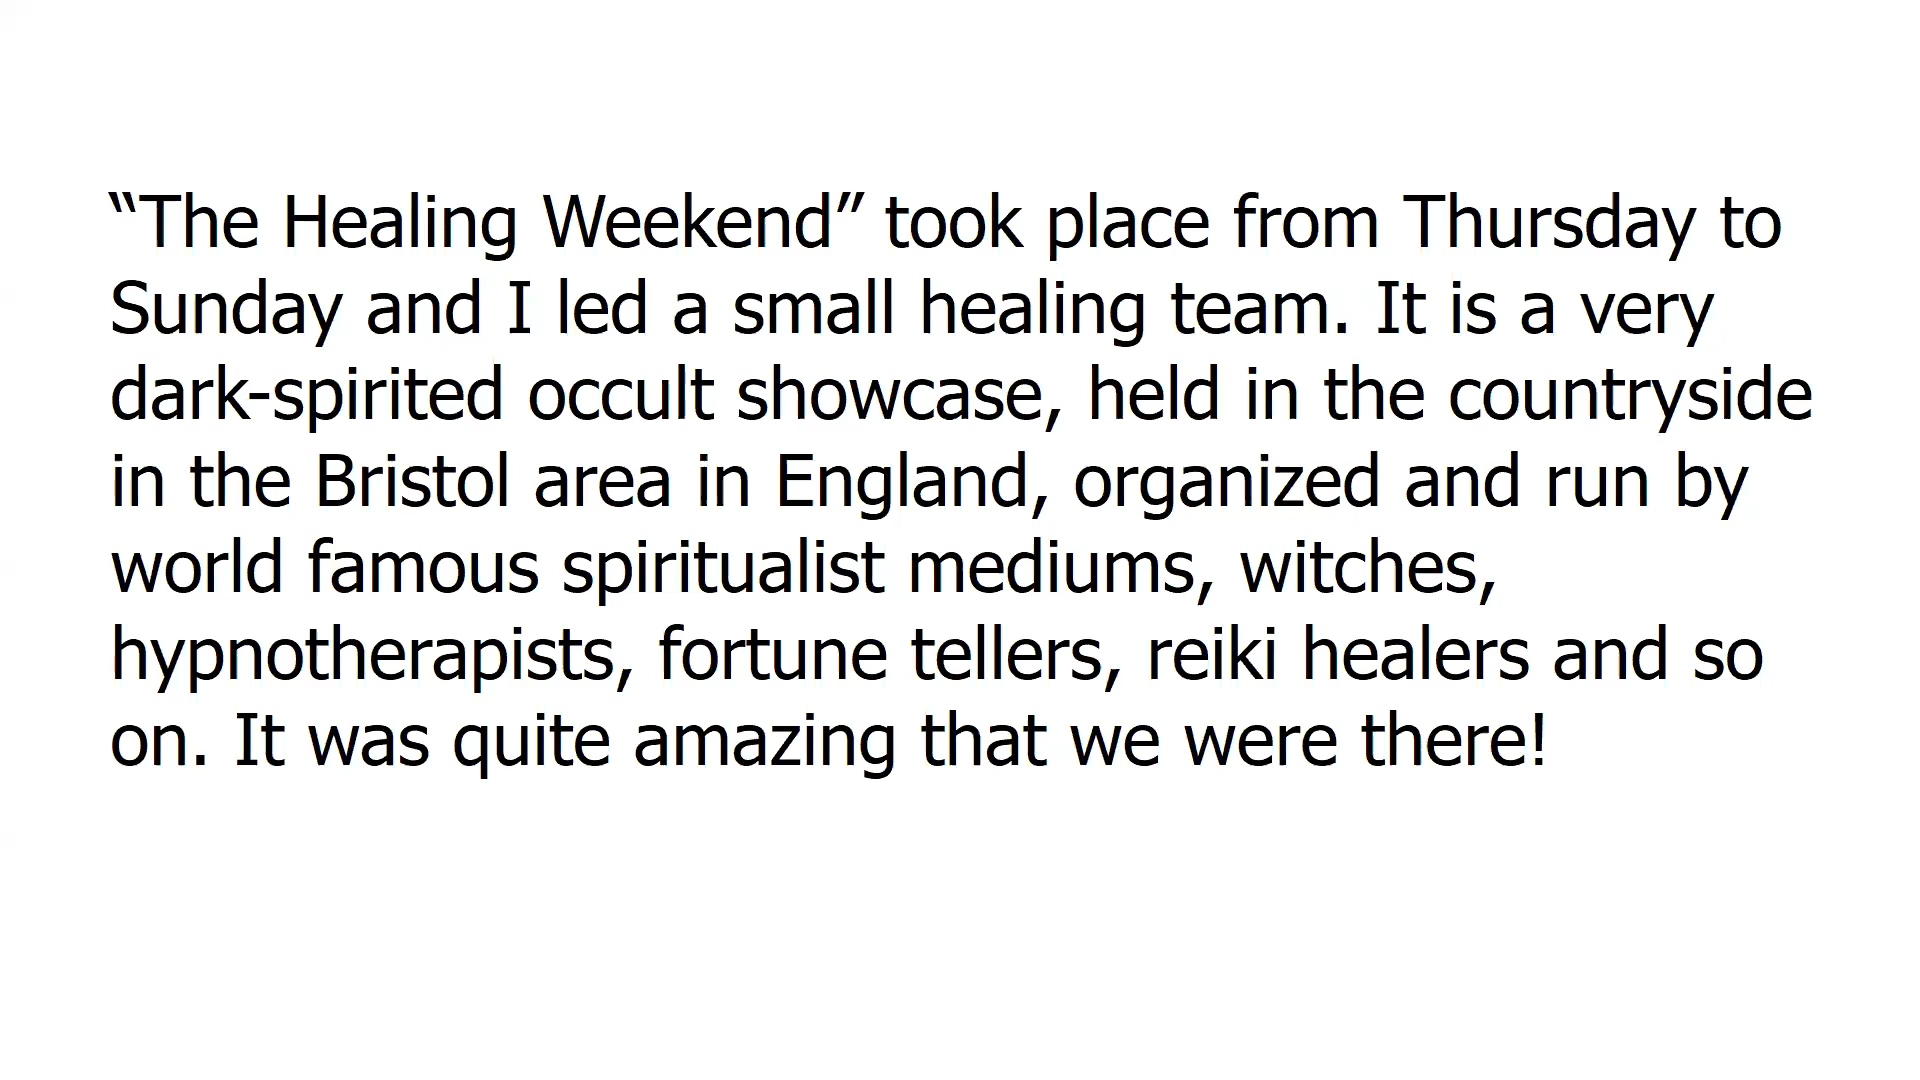 “The Healing Weekend” took place from Thursday to
Sunday and I led a small healing team. It is a very
dark-spirited occult showcase, held in the countryside
in the Bristol area in England, organized and run by
world famous spiritualist mediums, witches,
hypnotherapists, fortune tellers, reiki healers and so
on. It was quite amazing that we were there!